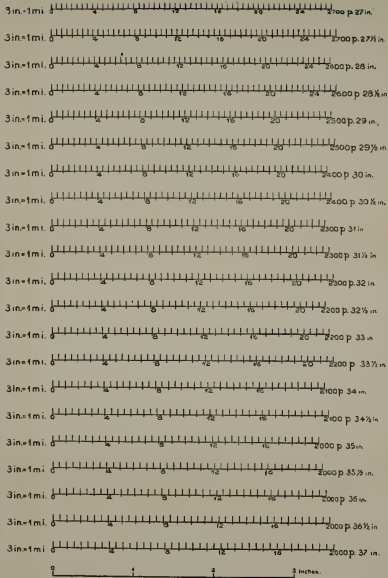 3in.=1mi 0 4 8 12 16 20 24 2700 p. 27 in.
3in.=1mi. 0 4 8 12 16 20 24 2700 p. 27½ in
3in.=1mi. 0 4 8 12 16 20 24 2600 p. 28 in
3in.=1mi. 0 4 8 12 16 20 24 2600 p. 28½ in
3in.=1mi. 0 4 8 12 16 20 2500 p. 29 in.
3in.=1mi. 0 4 8 12 16 20 2500 p. 29½ in
3in.=1mi. 0 4 8 12 16 20 2400 p. 30 in.
3in.=1mi. 0 4 8 12 16 20 2400 p. 30½ in.
3in.=1mi. 0 4 8 12 16 20 2300 p. 31 in
3in.=1mi. 0 4 8 12 16 20 2300 p. 31½ in
3in.=1mi. 0 4 8 12 16 20 2300 p. 32 in
3in.=1mi. 0 4 8 12 16 20 2200 p. 32½ in
3in.=1mi. 0 4 8 12 16 20 2200 p 33 in
3in.=1mi. 0 4 8 12 16 20 2200 p 33½ in
3in.=1mi. 0 4 8 12 16 2100 p 34 in.
3in.=1mi. 0 4 8 12 16 2100 p 34½ in
3in.=1mi. 0 4 8 12 16 2000 p 35 in.
3in.=1mi 0 4 8 12 16 2000 p 35½ in
3in.=1mi. 0 4 8 12 16 2000 p. 36 in
3in.=1mi 0 4 8 12 16 2000 p. 36½ in
3in.=1mi 0 4 8 12 16 2000 p. 37 in.
0 1 2 3 Inches.